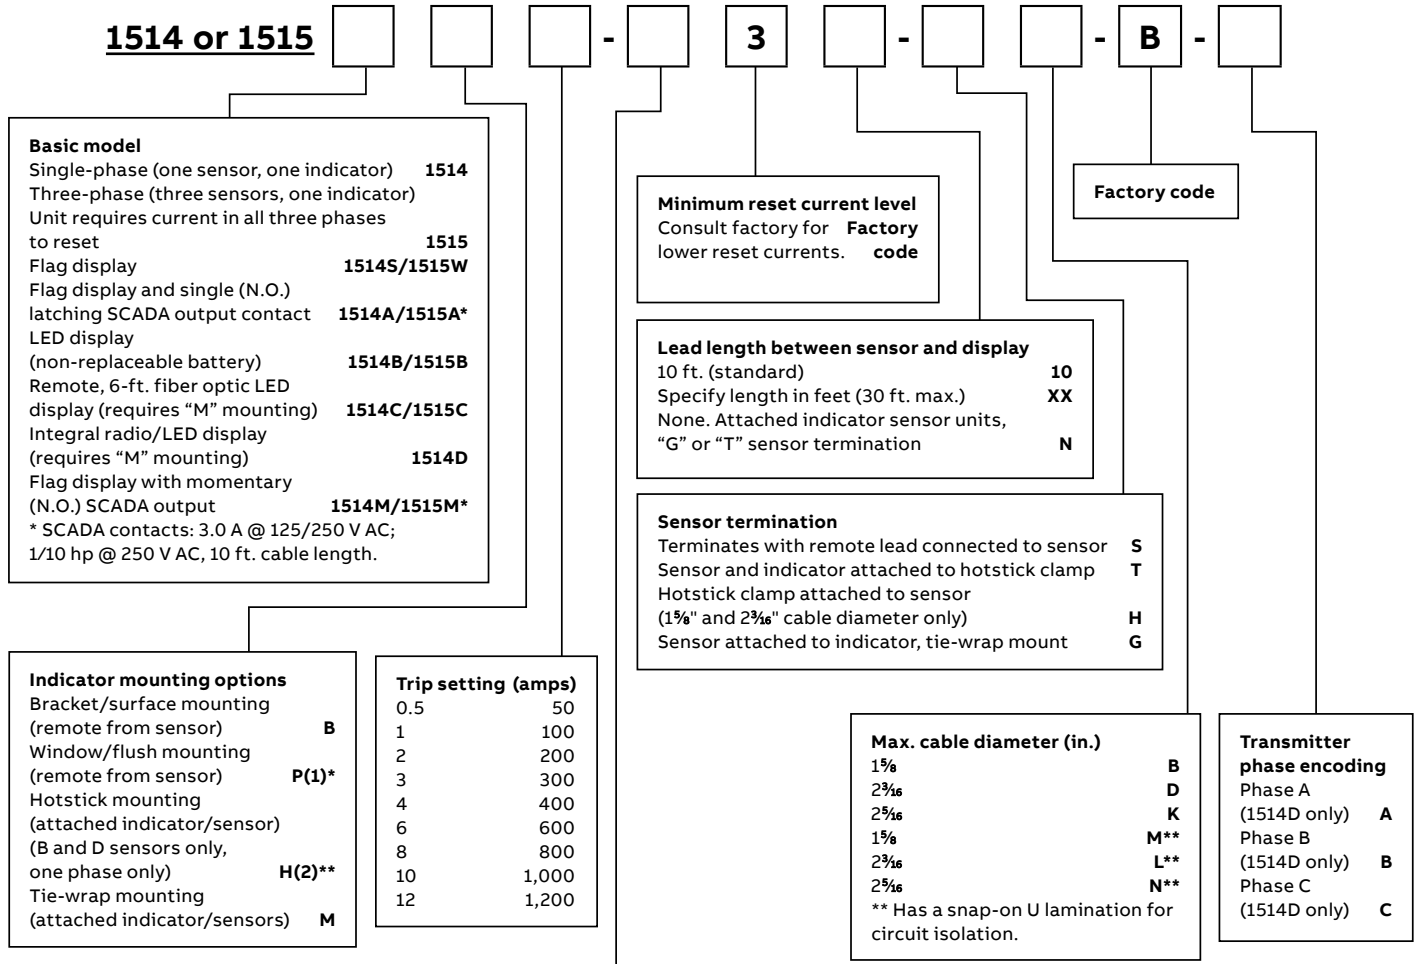 1514 or 1515 - 3 - - B -
Basic model
Single-phase (one sensor, one indicator) 1514
Three-phase (three sensors, one indicator)
Unit requires current in all three phases
to reset 1515
Flag display 1514S/1515W
Flag display and single (N.O.)
latching SCADA output contact 1514A/1515A*
LED display
(non-replaceable battery) 1514B/1515B
Remote, 6-ft. fiber optic LED
display (requires “M” mounting) 1514C/1515C
Integral radio/LED display
(requires “M” mounting) 1514D
Flag display with momentary
(N.O.) SCADA output 1514M/1515M*
* SCADA contacts: 3.0 A @ 125/250 V AC;
1/10 hp @ 250 V AC, 10 ft. cable length.
Minimum reset current level
Consult factory for Factory
lower reset currents. code
Factory code
Lead length between sensor and display
10 ft. (standard) 10
Specify length in feet (30 ft. max.) XX
None. Attached indicator sensor units,
“G” or “T” sensor termination N
Sensor termination
Terminates with remote lead connected to sensor S
Sensor and indicator attached to hotstick clamp T
Hotstick clamp attached to sensor
(1⅝" and 2³⁄₁₆" cable diameter only) H
Sensor attached to indicator, tie-wrap mount G
Indicator mounting options
Bracket/surface mounting
(remote from sensor) B
Window/flush mounting
(remote from sensor) P(1)*
Hotstick mounting
(attached indicator/sensor)
(B and D sensors only,
one phase only) H(2)**
Tie-wrap mounting
(attached indicator/sensors) M
Trip setting (amps)
0.5 50
1 100
2 200
3 300
4 400
6 600
8 800
10 1,000
12 1,200
Max. cable diameter (in.)
1⅝ B
2³⁄₁₆ D
2⁵⁄₁₆ K
1⅝ M**
2³⁄₁₆ L**
2⁵⁄₁₆ N**
** Has a snap-on U lamination for
circuit isolation.
Transmitter
phase encoding
Phase A
(1514D only) A
Phase B
(1514D only) B
Phase C
(1514D only) C